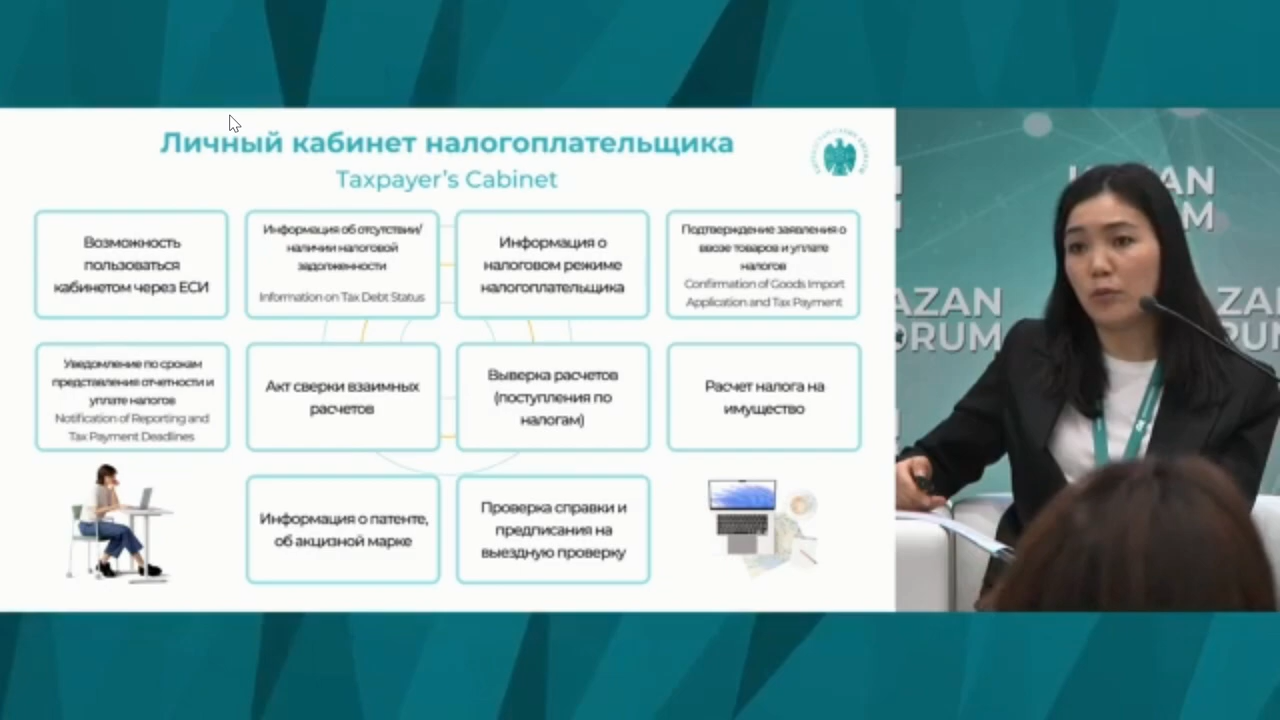 Личный кабинет налогоплательщика
Taxpayer's Cabinet
Возможность
пользоваться
кабинетом через ЕСИ
Информация об отсутствии/
наличии налоговой
задолженности
Information on Tax Debt Status
Информация о
налоговом режиме
налогоплательщика
Подтверждение заявления о
ввозе товаров и уплате
налогов
Confirmation of Goods Import
Application and Tax Payment
Уведомление по срокам
представления отчетности и
уплате налогов
Notification of Reporting and
Tax Payment Deadlines
Акт сверки взаимных
расчетов
Выверка расчетов
(поступления по
налогам)
Расчет налога на
имущество
Информация о патенте,
об акцизной марке
Проверка справки и
предписания на
выездную проверку
AZAN
ORUM